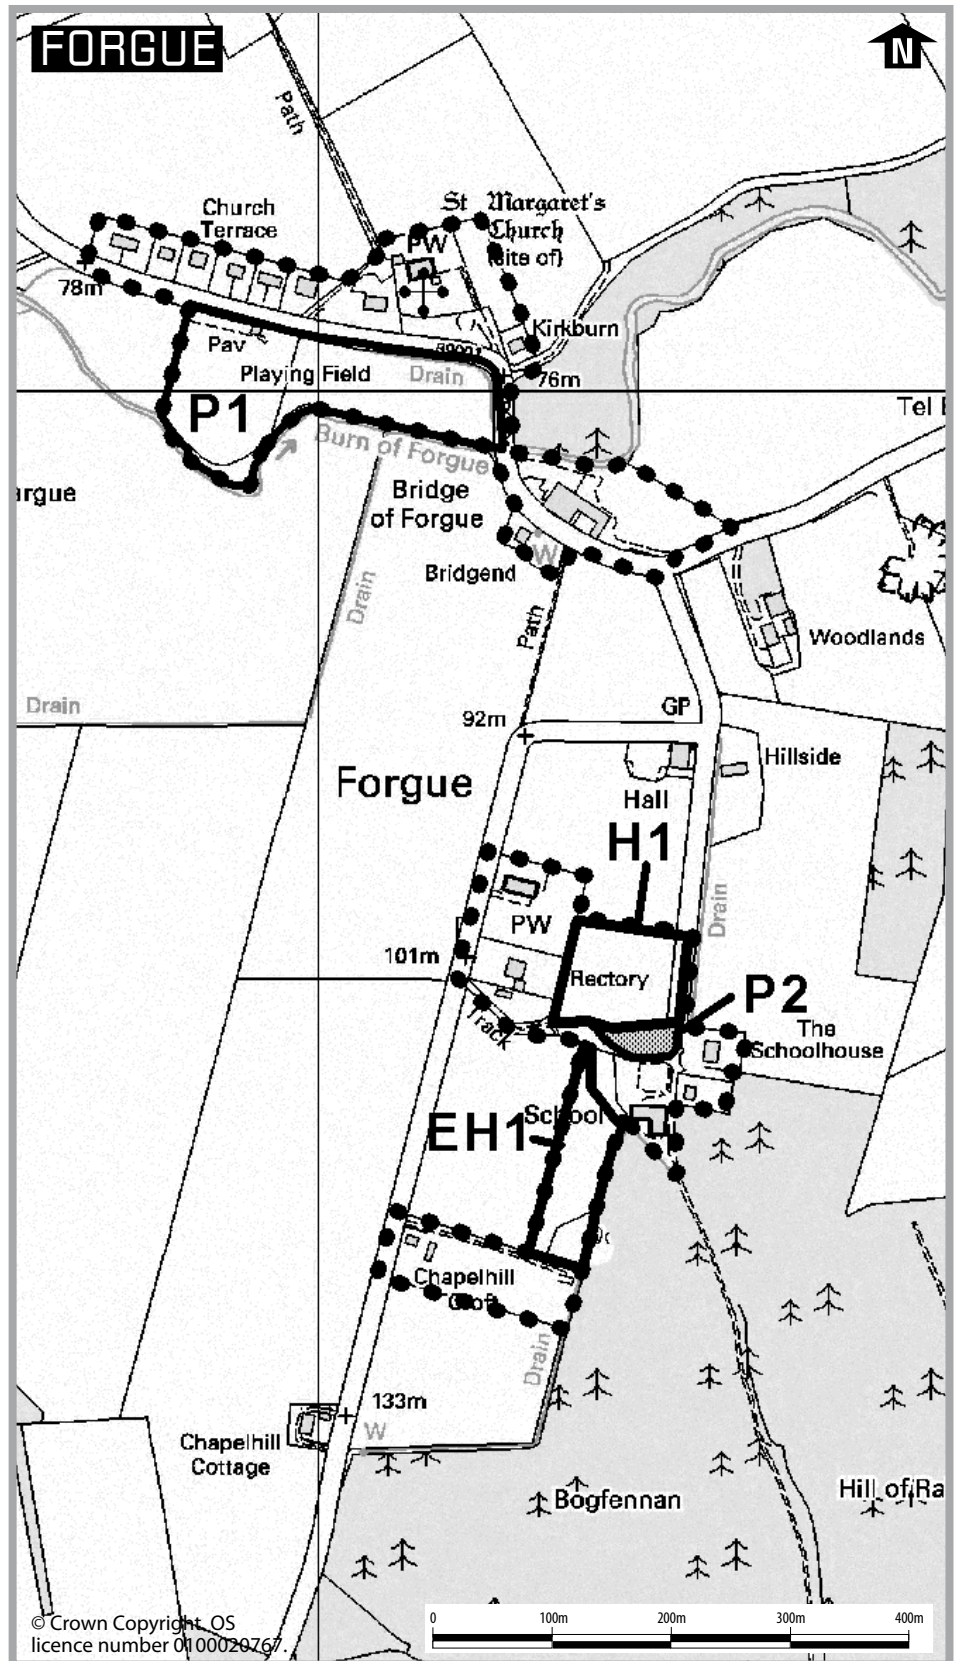 FORGUE
N
Path
Church
Terrace
St Margaret's
Church
(site of)
PW
78m
Kirkburn
Pav
Playing Field
Drain
76m
P1
Tel
Burn of Forgue
argue
Bridge
of Forgue
W
Bridgend
Drain
Path
Woodlands
Drain
GP
92m
Hillside
Forgue
Hall
H1
Drain
PW
101m
Rectory
P2
Track
The
Schoolhouse
School
EH1
Chapelhill
Croft
Drain
133m
W
Chapelhill
Cottage
Bogfennan
Hill of Ra
© Crown Copyright, OS
licence number 0100020767.
0 100m 200m 300m 400m